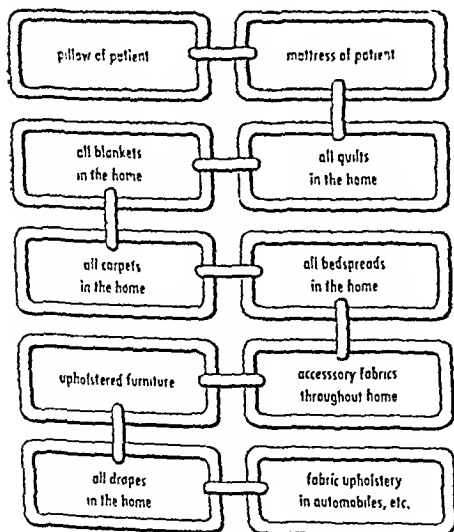 pillow of patient
mattress of patient
all blankets
in the home
all quilts
in the home
all carpets
in the home
all bedspreads
in the home
upholstered furniture
accesssory fabrics
throughout home
all drapes
in the home
fabric upholstery
in automobiles, etc.